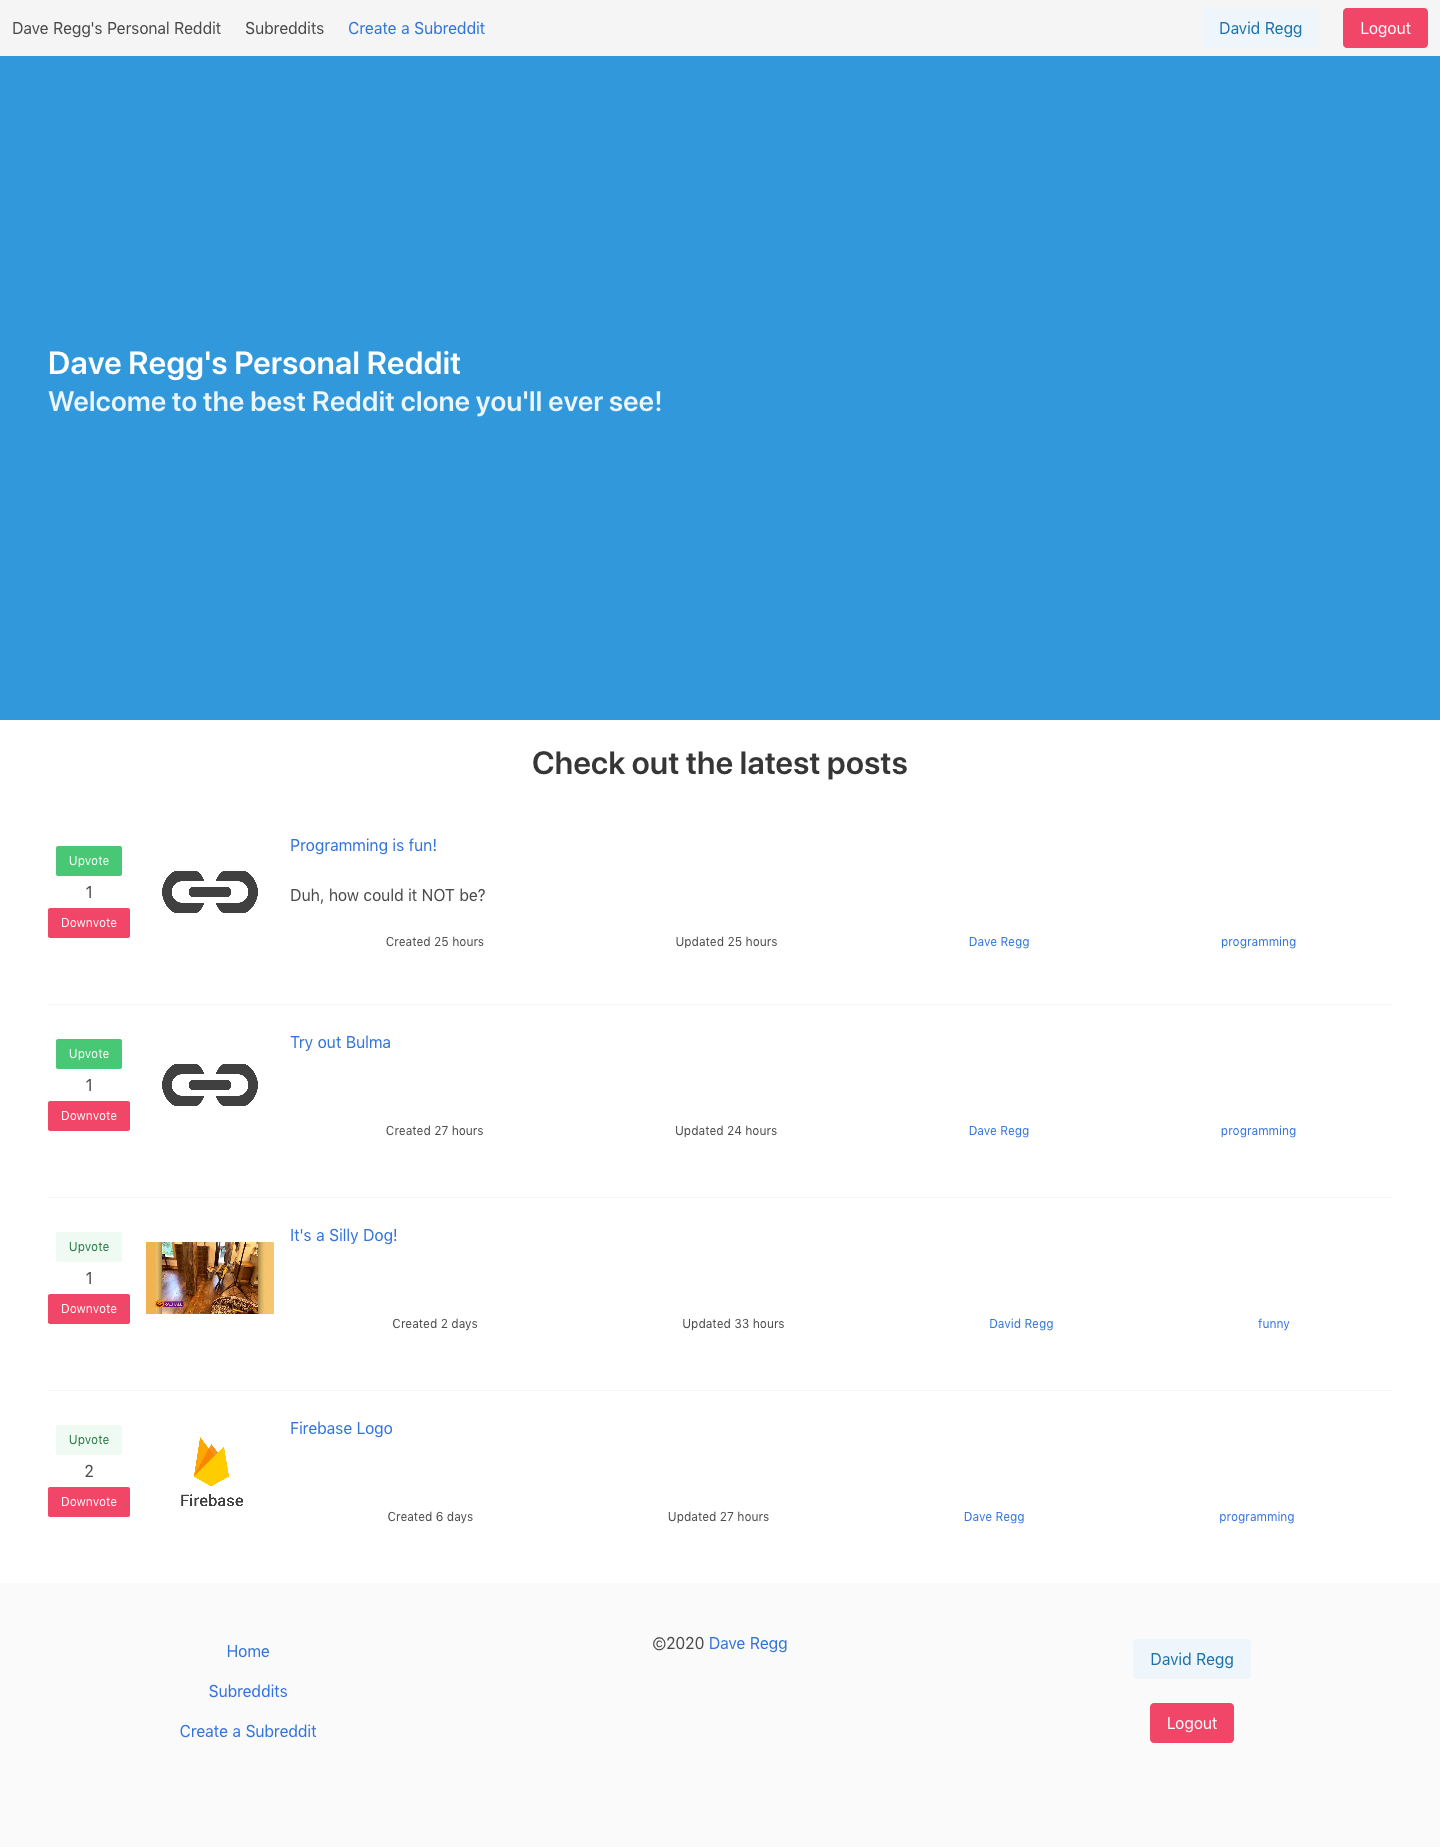 Dave Regg's Personal Reddit Subreddits Create a Subreddit David Regg Logout
Dave Regg's Personal Reddit
Welcome to the best Reddit clone you'll ever see!
Check out the latest posts
Upvote
1
Downvote
Programming is fun!
Duh, how could it NOT be?
Created 25 hours Updated 25 hours Dave Regg programming
Upvote
1
Downvote
Try out Bulma
Created 27 hours Updated 24 hours Dave Regg programming
Upvote
1
Downvote
It's a Silly Dog!
Created 2 days Updated 33 hours David Regg funny
Upvote
2
Downvote
Firebase
Firebase Logo
Created 6 days Updated 27 hours Dave Regg programming
Home
Subreddits
Create a Subreddit
©2020 Dave Regg
David Regg
Logout